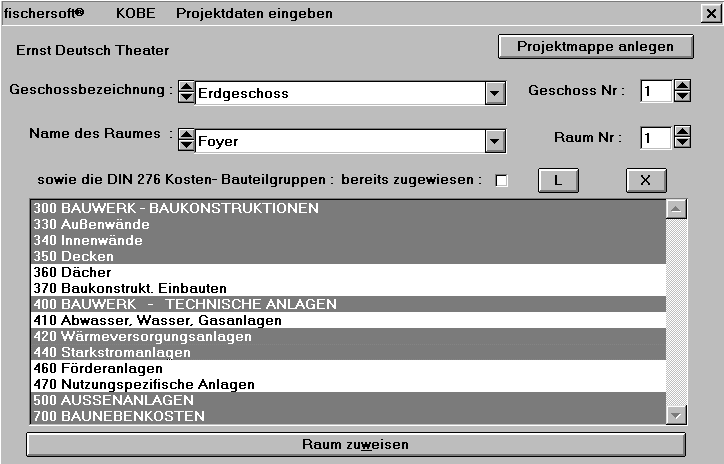 fischersoft® KOBE Projektdaten eingeben
Ernst Deutsch Theater
Projektmappe anlegen
Geschossbezeichnung : Erdgeschoss Geschoss Nr : 1
Name des Raumes : Foyer Raum Nr : 1
sowie die DIN 276 Kosten- Bauteilgruppen : bereits zugewiesen : L X
300 BAUWERK - BAUKONSTRUKTIONEN
330 Außenwände
340 Innenwände
350 Decken
360 Dächer
370 Baukonstrukt. Einbauten
400 BAUWERK - TECHNISCHE ANLAGEN
410 Abwasser, Wasser, Gasanlagen
420 Wärmeversorgungsanlagen
440 Starkstromanlagen
460 Förderanlagen
470 Nutzungspezifische Anlagen
500 AUSSENANLAGEN
700 BAUNEBENKOSTEN
Raum zuweisen